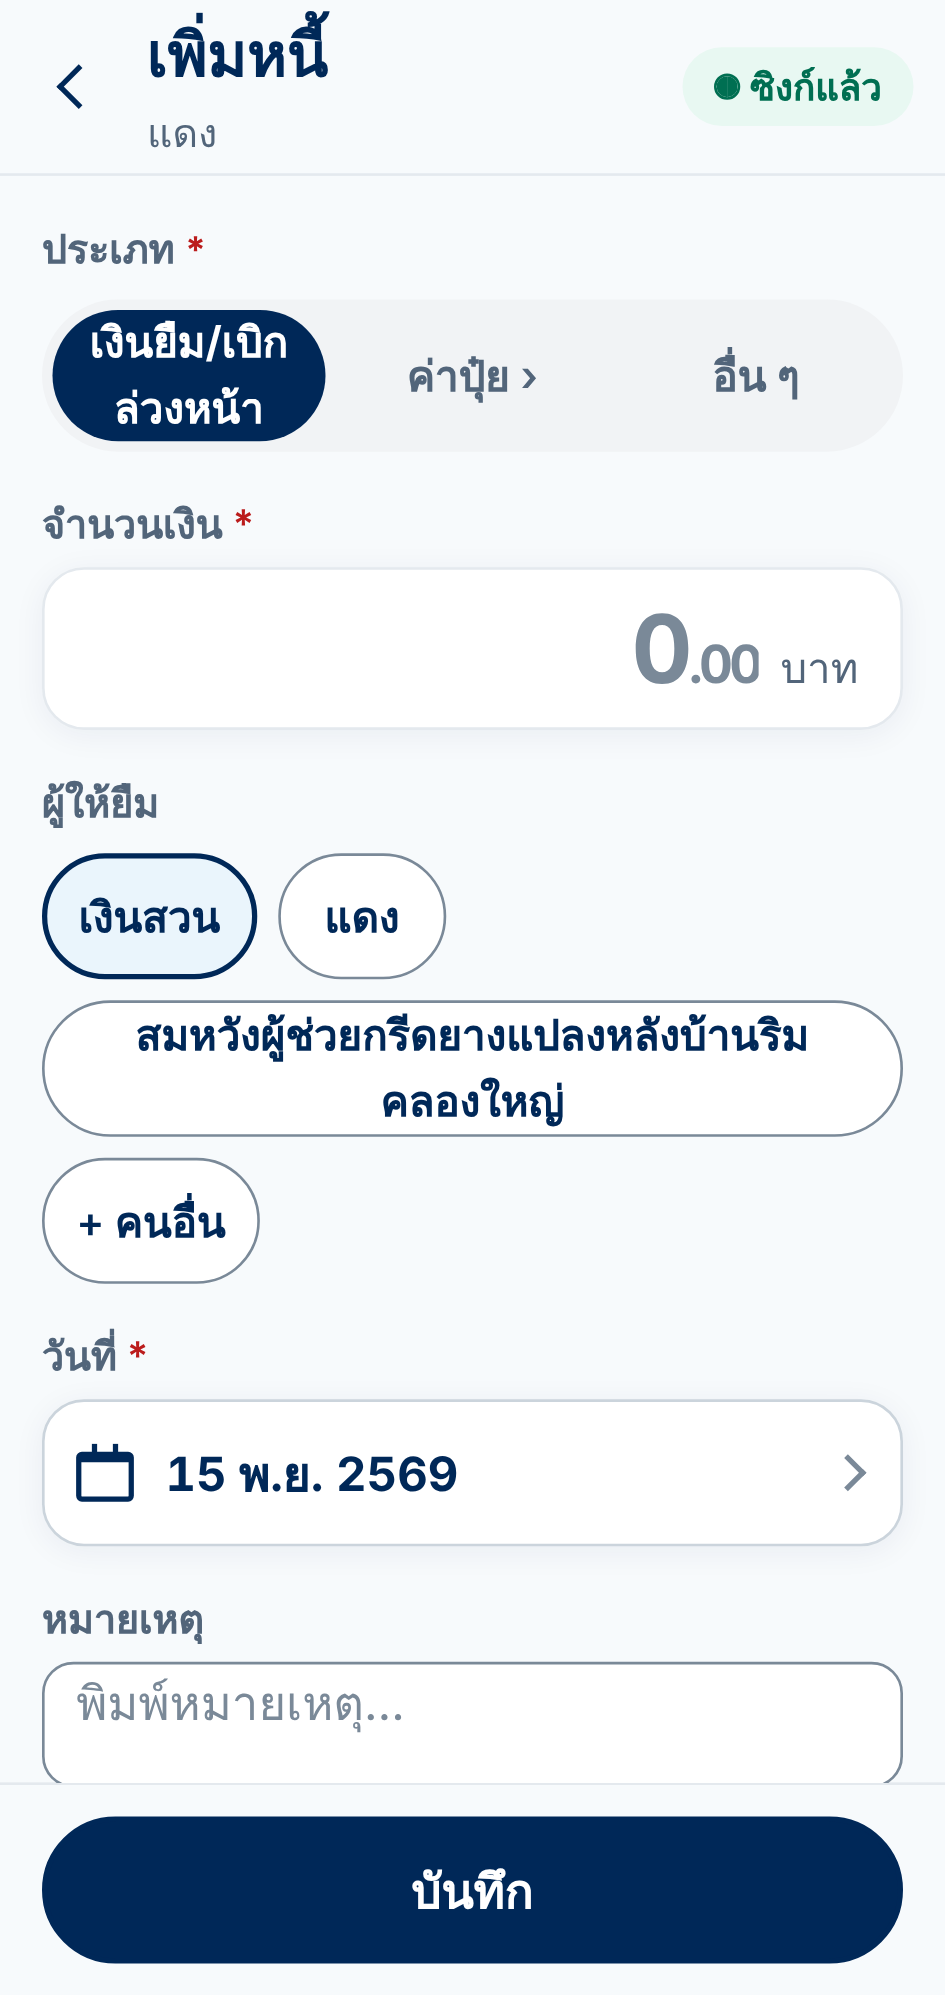 เพิ่มหนี้
แดง
ซิงก์แล้ว
ประเภท *
เงินยืม/เบิก
ล่วงหน้า
ค่าปุ๋ย ›
อื่น ๆ
จำนวนเงิน *
0.00 บาท
ผู้ให้ยืม
เงินสวน
แดง
สมหวังผู้ช่วยกรีดยางแปลงหลังบ้านริม
คลองใหญ่
+ คนอื่น
วันที่ *
15 พ.ย. 2569
หมายเหตุ
พิมพ์หมายเหตุ...
บันทึก